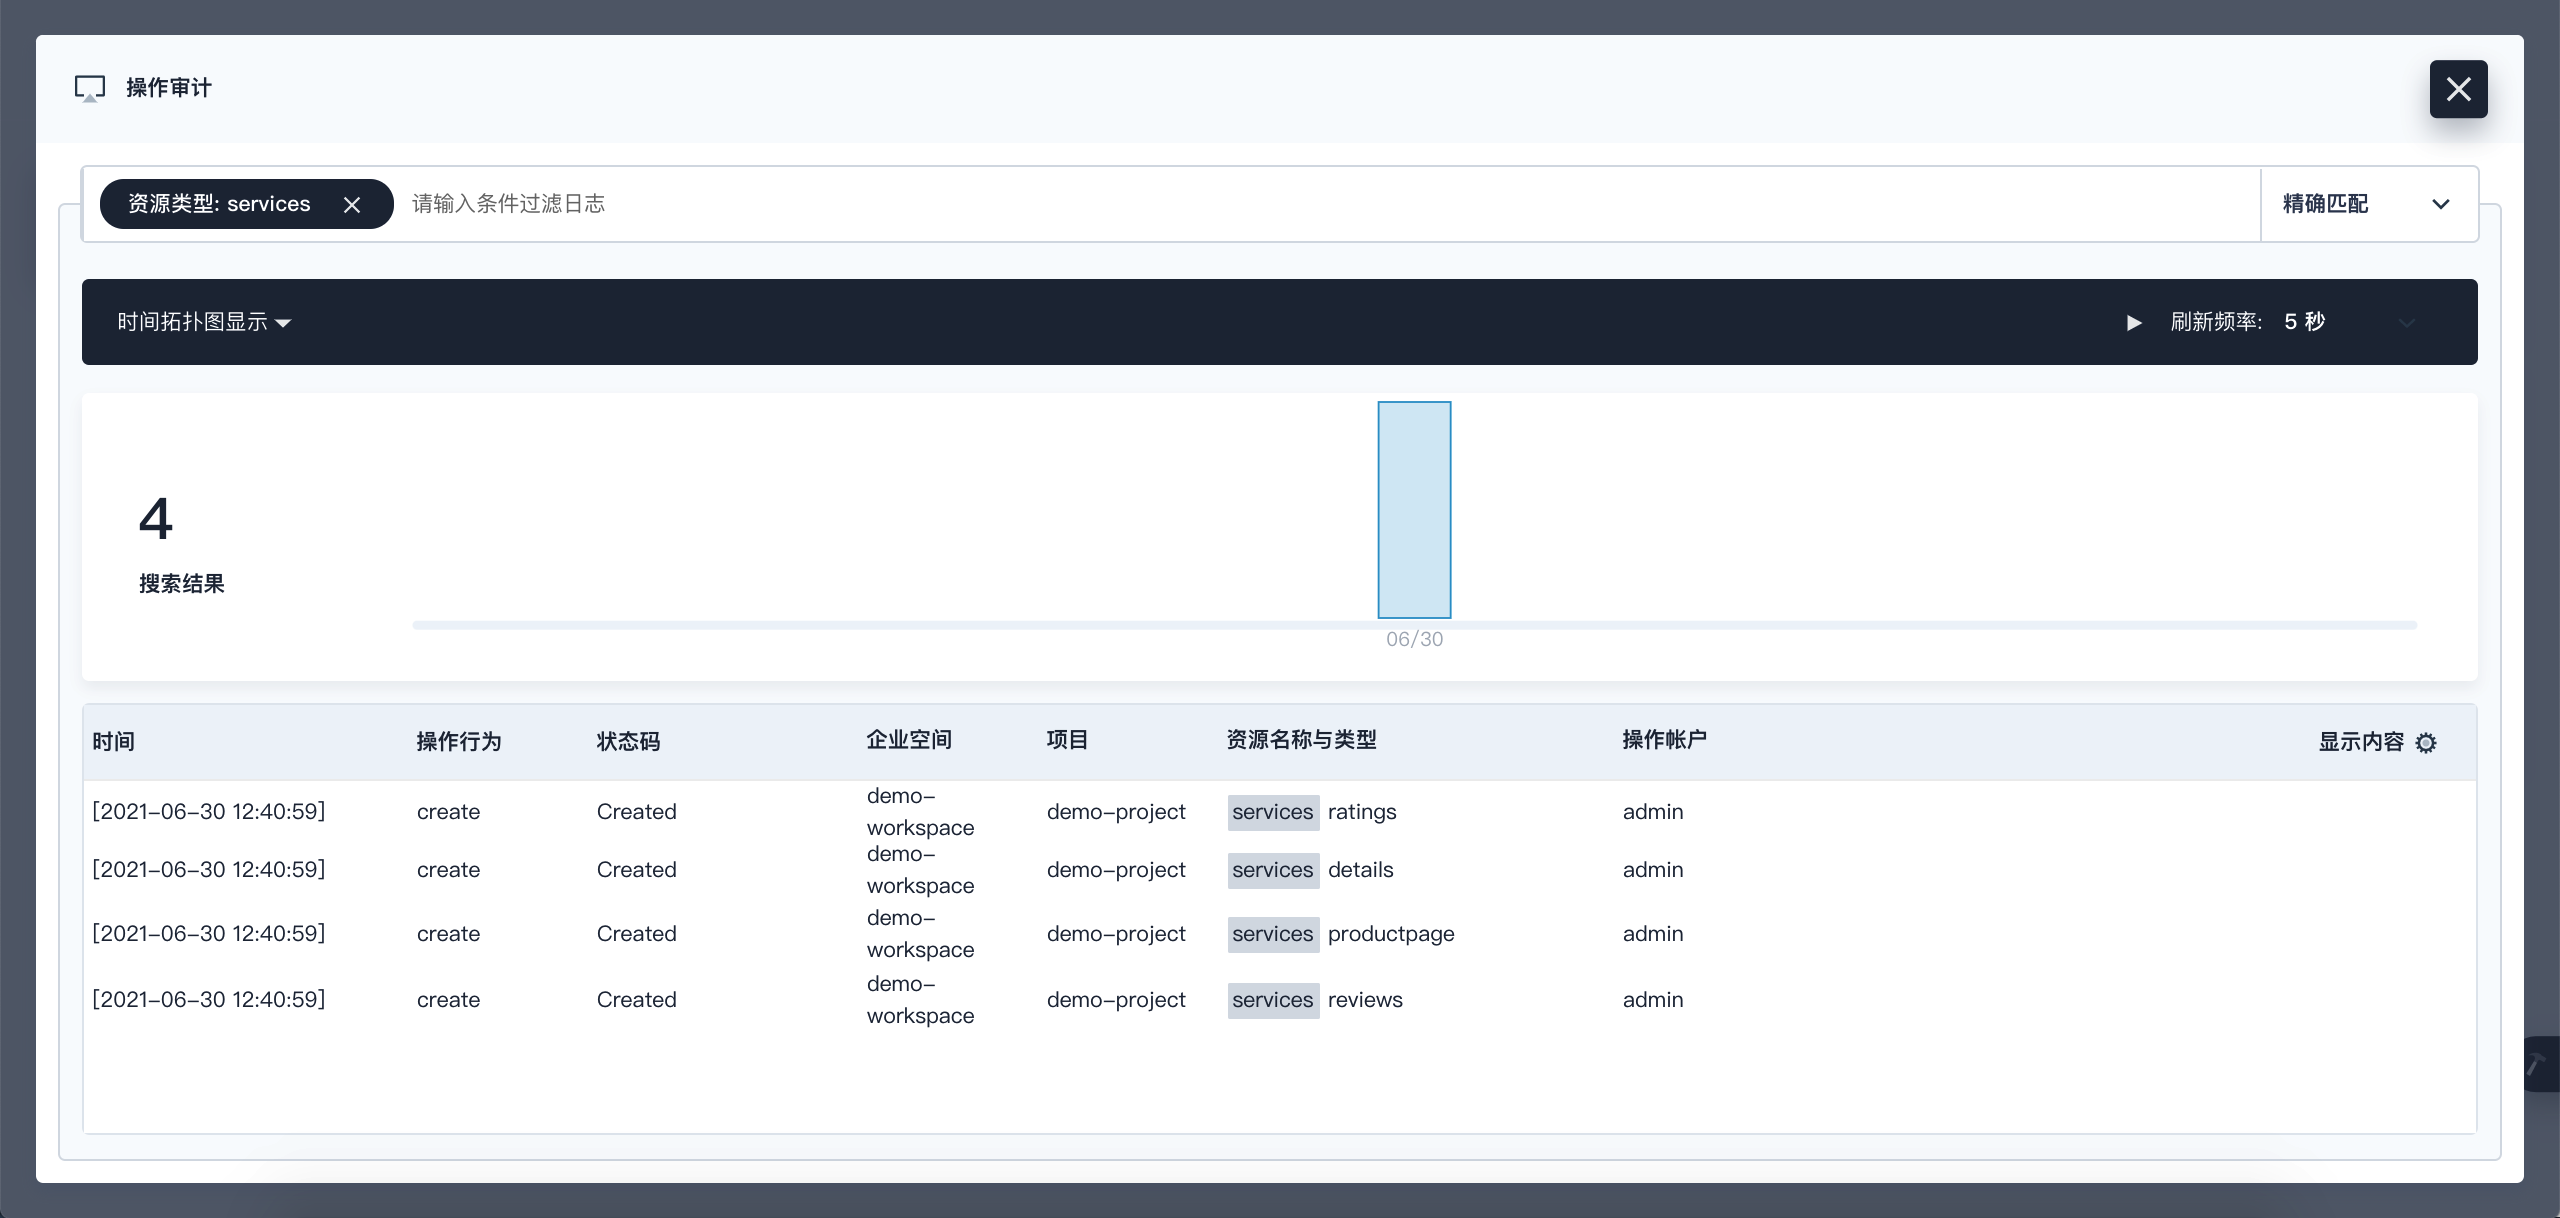 操作审计
资源类型: services 请输入条件过滤日志 精确匹配
时间拓扑图显示 刷新频率: 5 秒
4
搜索结果
06/30
时间 操作行为 状态码 企业空间 项目 资源名称与类型 操作帐户 显示内容
[2021-06-30 12:40:59] create Created demo-workspace demo-project services ratings admin
[2021-06-30 12:40:59] create Created demo-workspace demo-project services details admin
[2021-06-30 12:40:59] create Created demo-workspace demo-project services productpage admin
[2021-06-30 12:40:59] create Created demo-workspace demo-project services reviews admin